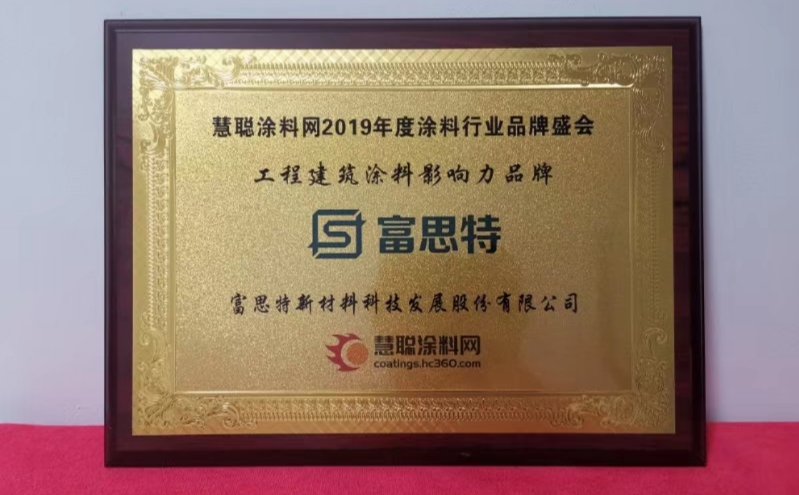 慧聪涂料网2019年度涂料行业品牌盛会
工程建筑涂料影响力品牌
富思特
富思特新材料科技发展股份有限公司
慧聪涂料网
coatings.hc360.com